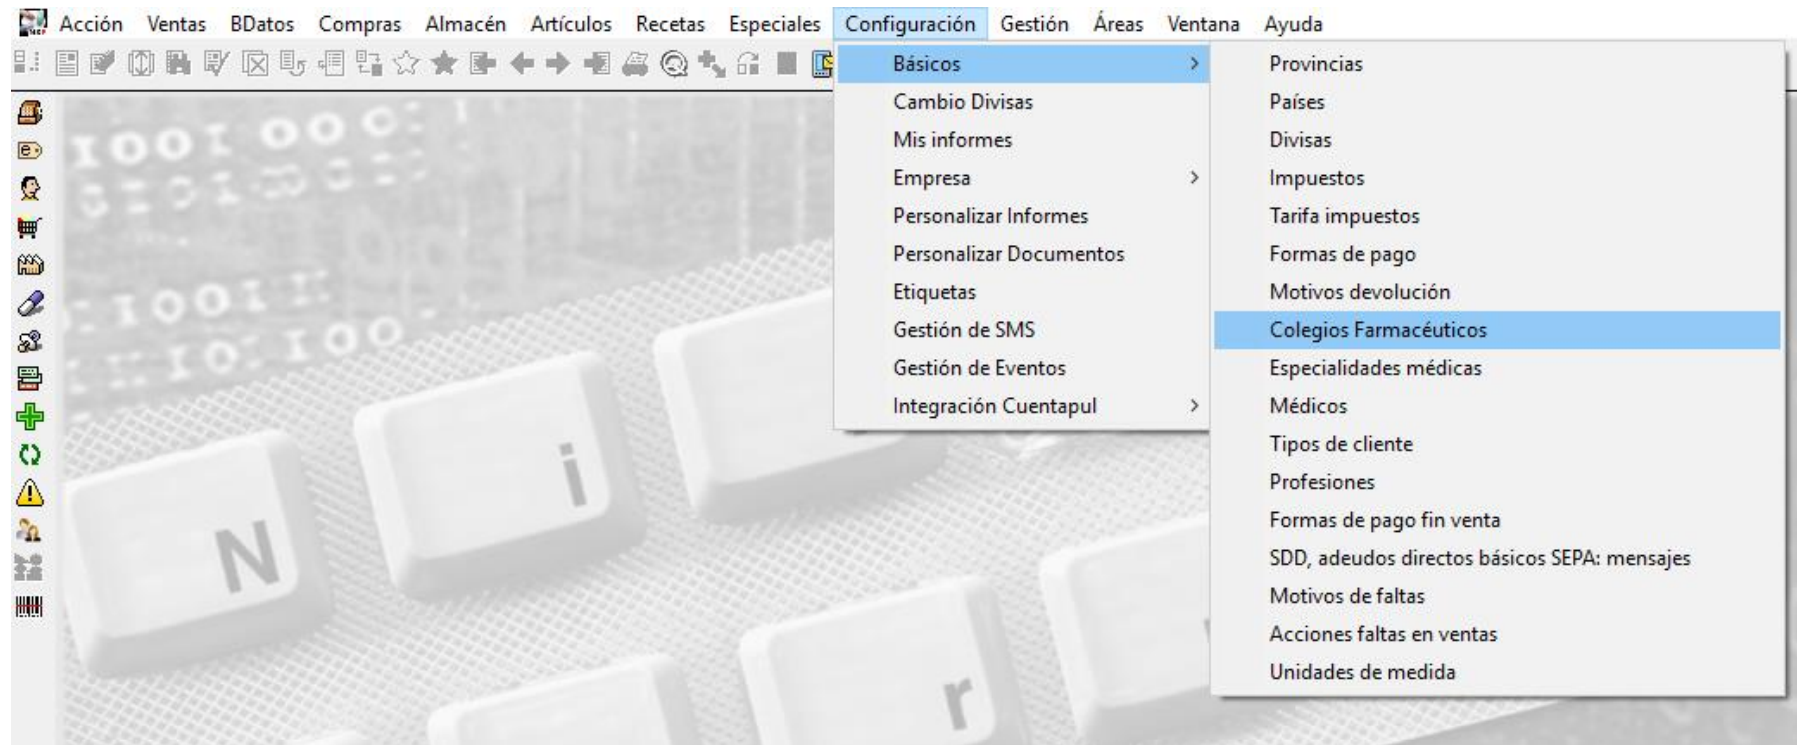 Acción Ventas BDatos Compras Almacén Artículos Recetas Especiales Configuración Gestión Áreas Ventana Ayuda
Básicos
Cambio Divisas
Mis informes
Empresa
Personalizar Informes
Personalizar Documentos
Etiquetas
Gestión de SMS
Gestión de Eventos
Integración Cuentapul
Provincias
Países
Divisas
Impuestos
Tarifa impuestos
Formas de pago
Motivos devolución
Colegios Farmacéuticos
Especialidades médicas
Médicos
Tipos de cliente
Profesiones
Formas de pago fin venta
SDD, adeudos directos básicos SEPA: mensajes
Motivos de faltas
Acciones faltas en ventas
Unidades de medida
N i
r